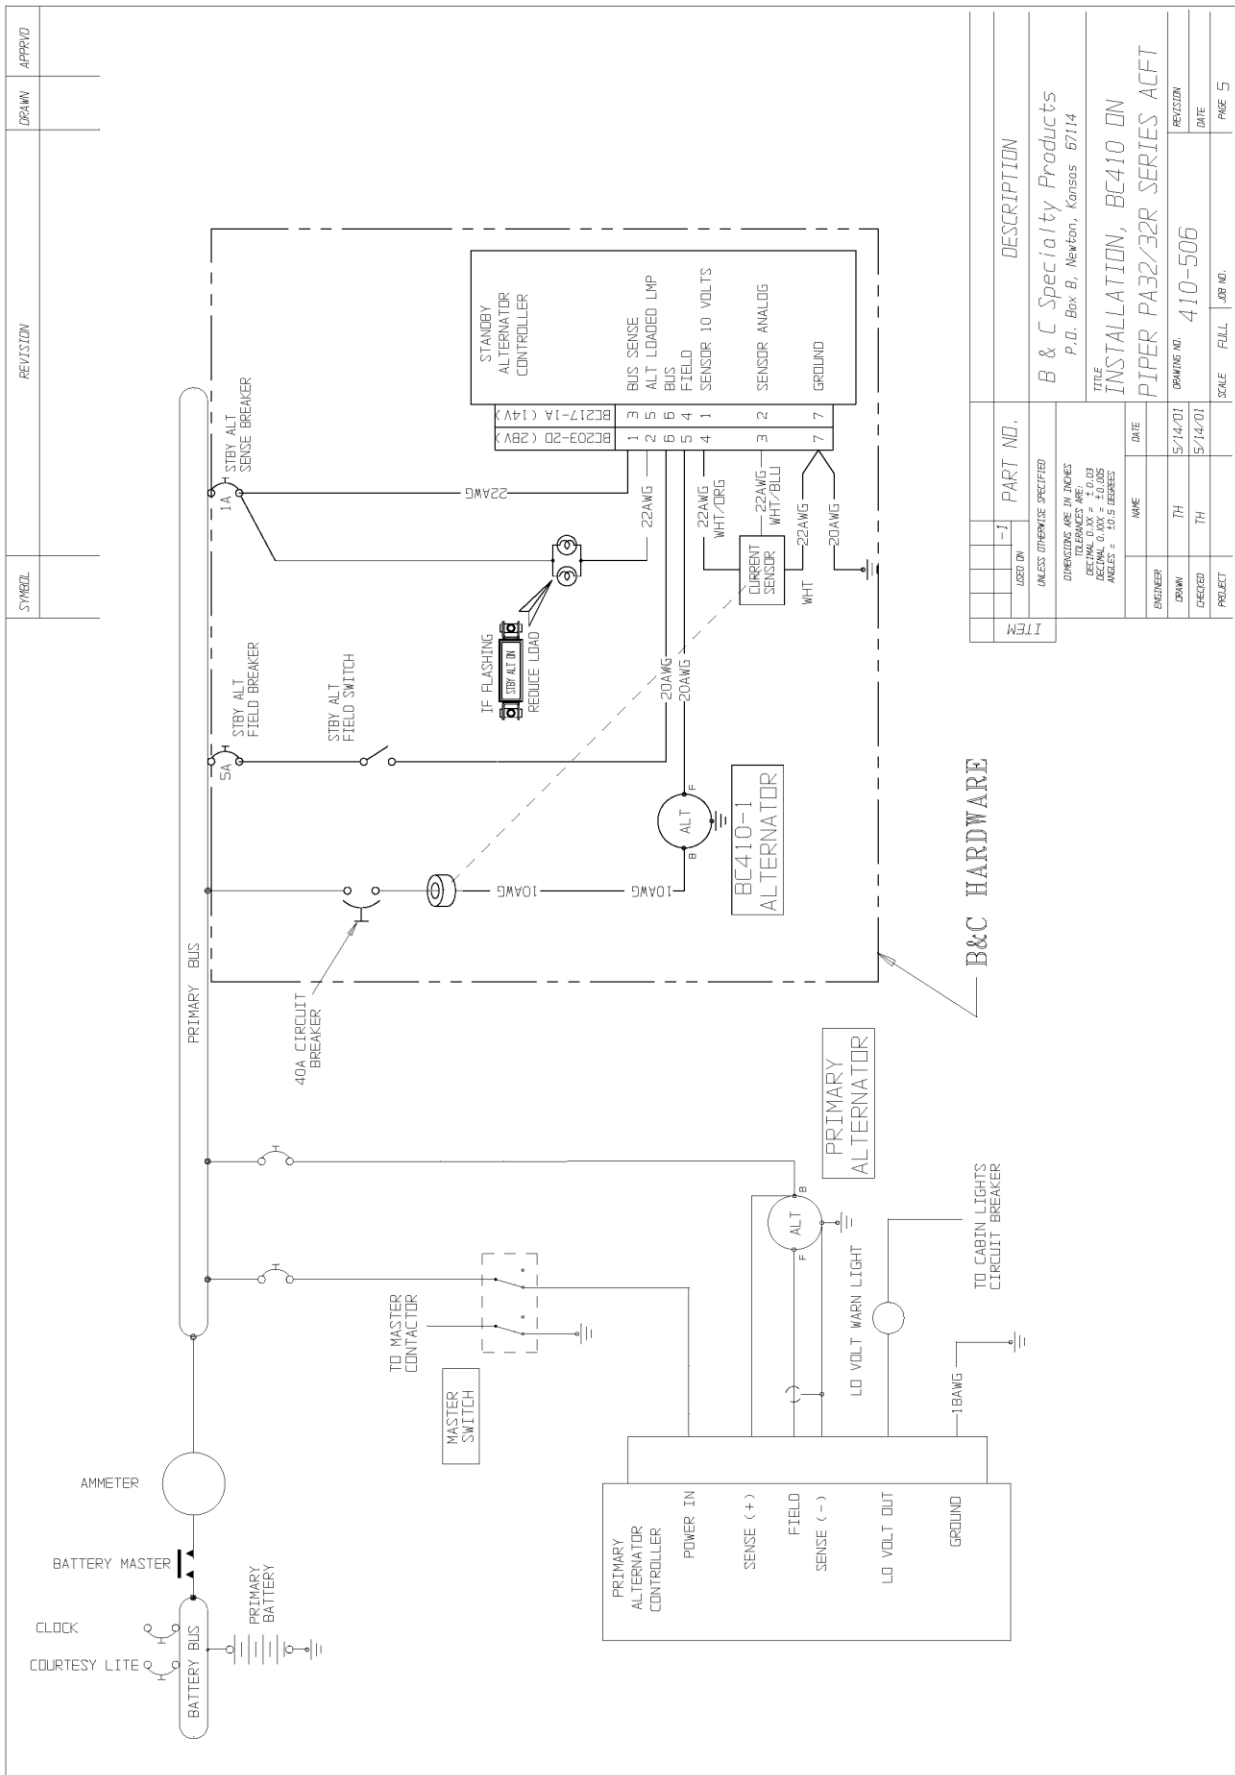 SYMBOL
REVISION
DRAWN
APPRVD
CLOCK
COURTESY LITE
BATTERY MASTER
AMMETER
BATTERY BUS
PRIMARY
BATTERY
PRIMARY BUS
40A CIRCUIT
BREAKER
5A
STBY ALT
FIELD BREAKER
STBY ALT
FIELD SWITCH
1A
STBY ALT
SENSE BREAKER
TO MASTER
CONTACTOR
MASTER
SWITCH
10AWG
10AWG
IF FLASHING
STBY ALT ON
REDUCE LOAD
22AWG
22AWG
20AWG
20AWG
22AWG
WHT/ORG
22AWG
WHT/BLU
CURRENT
SENSOR
WHT
22AWG
20AWG
B
ALT
F
BC410-1
ALTERNATOR
BC203-2D (28V)
BC217-1A (14V)
STANDBY
ALTERNATOR
CONTROLLER
1 3 BUS SENSE
2 5 ALT LOADED LMP
6 6 BUS
5 4 FIELD
4 1 SENSOR 10 VOLTS
3 2 SENSOR ANALOG
7 7 GROUND
B&C HARDWARE
PRIMARY
ALTERNATOR
F
ALT
B
LO VOLT WARN LIGHT
TO CABIN LIGHTS
CIRCUIT BREAKER
18AWG
PRIMARY
ALTERNATOR
CONTROLLER
POWER IN
SENSE (+)
FIELD
SENSE (-)
LO VOLT OUT
GROUND
ITEM
-1
USED ON
PART NO.
DESCRIPTION
UNLESS OTHERWISE SPECIFIED
DIMENSIONS ARE IN INCHES
TOLERANCES ARE:
DECIMAL 0.XX = ± 0.03
DECIMAL 0.XXX = ± 0.005
ANGLES = ±0.5 DEGREES
B & C Specialty Products
P.O. Box B, Newton, Kansas 67114
NAME
DATE
TITLE
INSTALLATION, BC410 ON
PIPER PA32/32R SERIES ACFT
ENGINEER
DRAWN TH 5/14/01
CHECKED TH 5/14/01
DRAWING NO.
410-506
REVISION
DATE
PROJECT
SCALE FULL
JOB NO.
PAGE 5